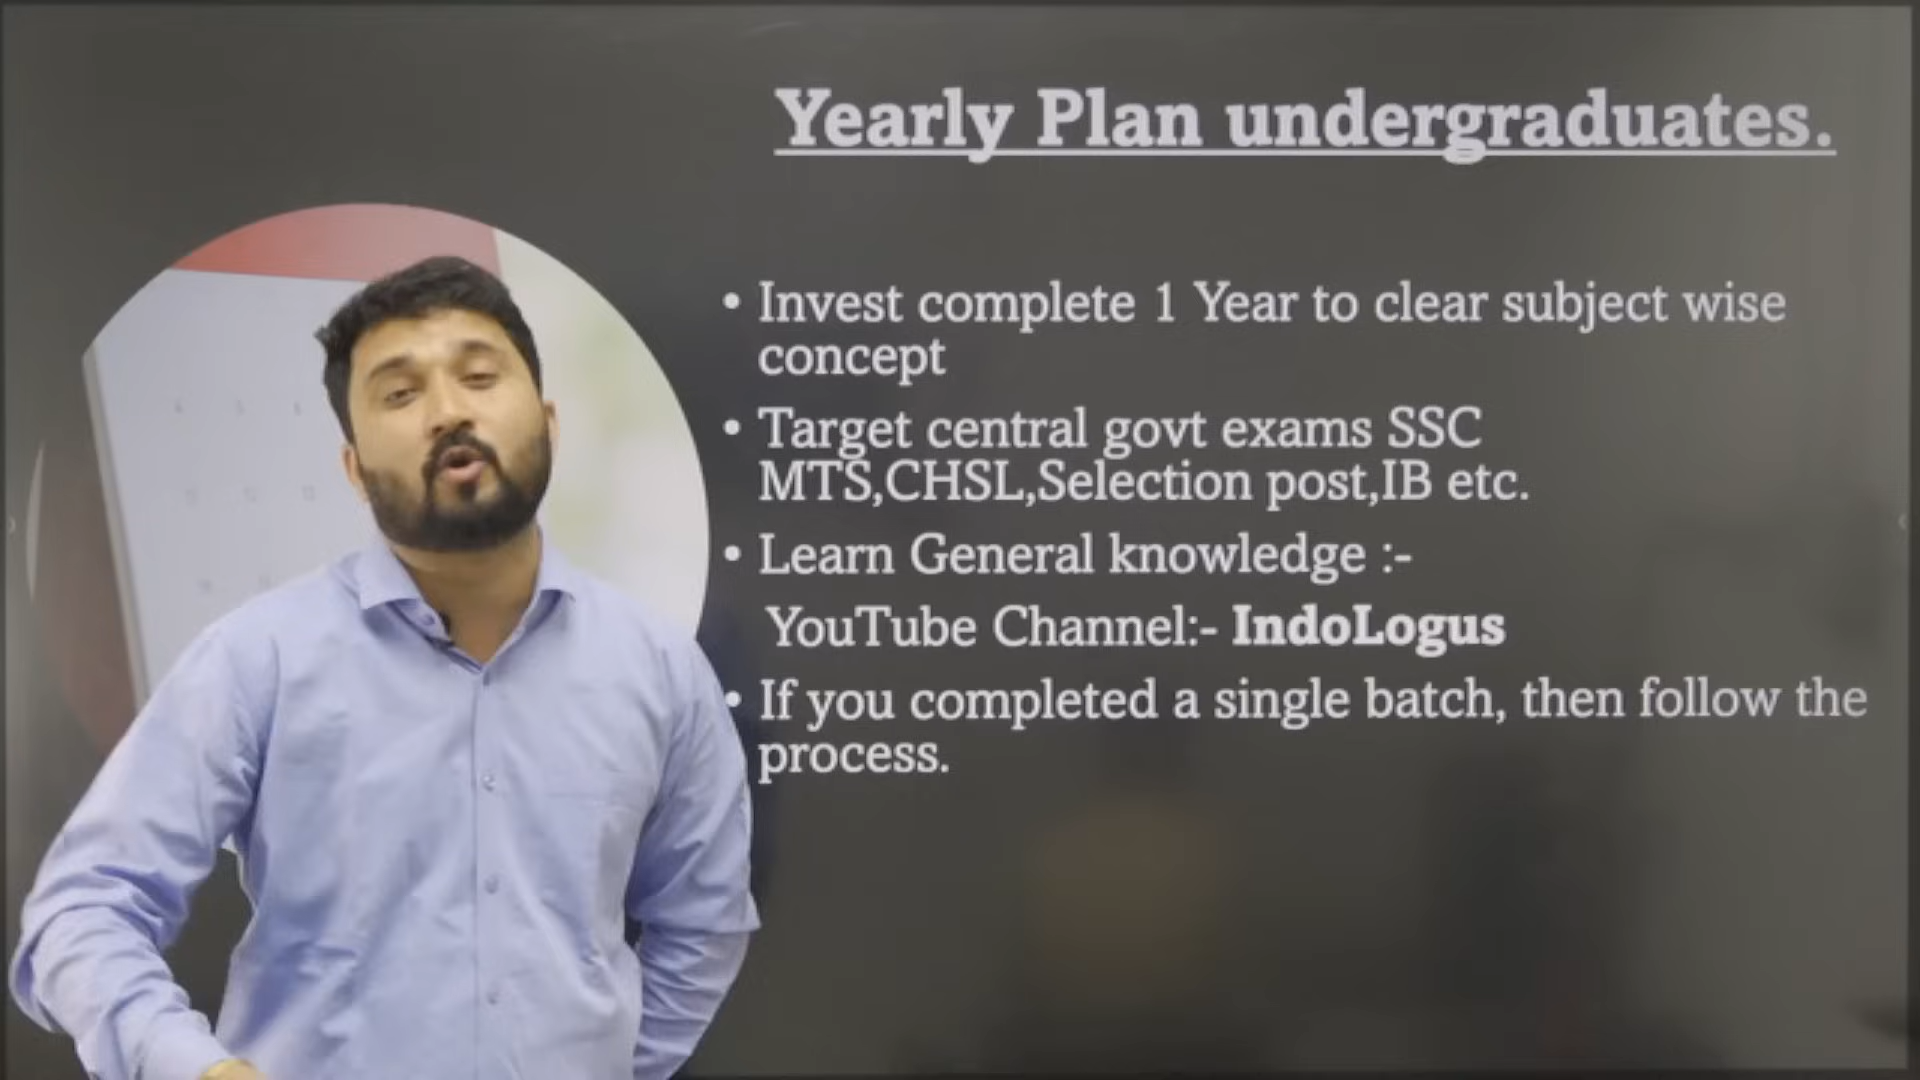 Yearly Plan undergraduates.
• Invest complete 1 Year to clear subject wise
concept
• Target central govt exams SSC
MTS,CHSL,Selection post,IB etc.
• Learn General knowledge :-
YouTube Channel:- IndoLogus
• If you completed a single batch, then follow the
process.